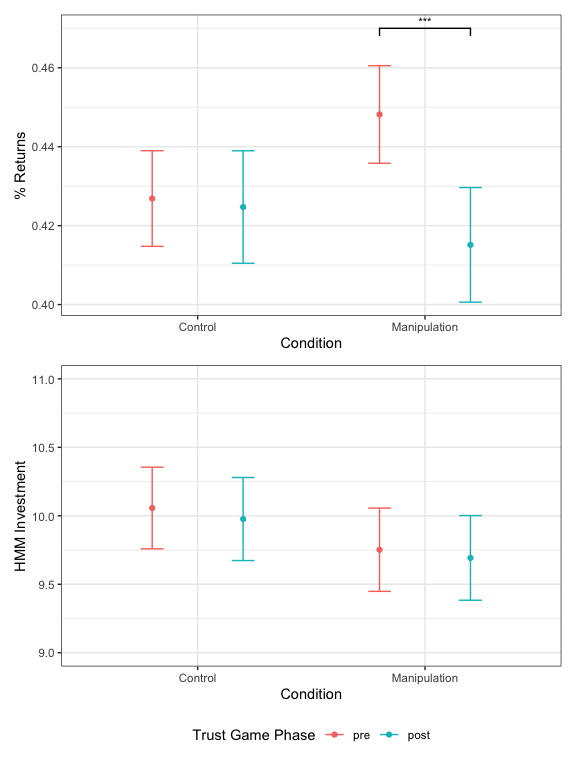 ***
0.46
0.44
0.42
0.40
% Returns
Control Manipulation
Condition
11.0
10.5
10.0
9.5
9.0
HMM Investment
Control Manipulation
Condition
Trust Game Phase pre post